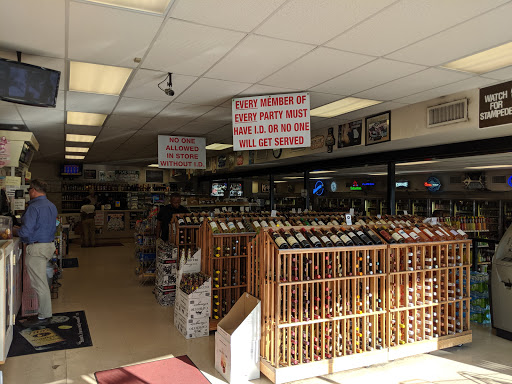 NO ONE
ALLOWED
IN STORE
WITHOUT I.D.
EVERY MEMBER OF
EVERY PARTY MUST
HAVE I.D. OR NO ONE
WILL GET SERVED
WATCH
FOR
STAMPEDE